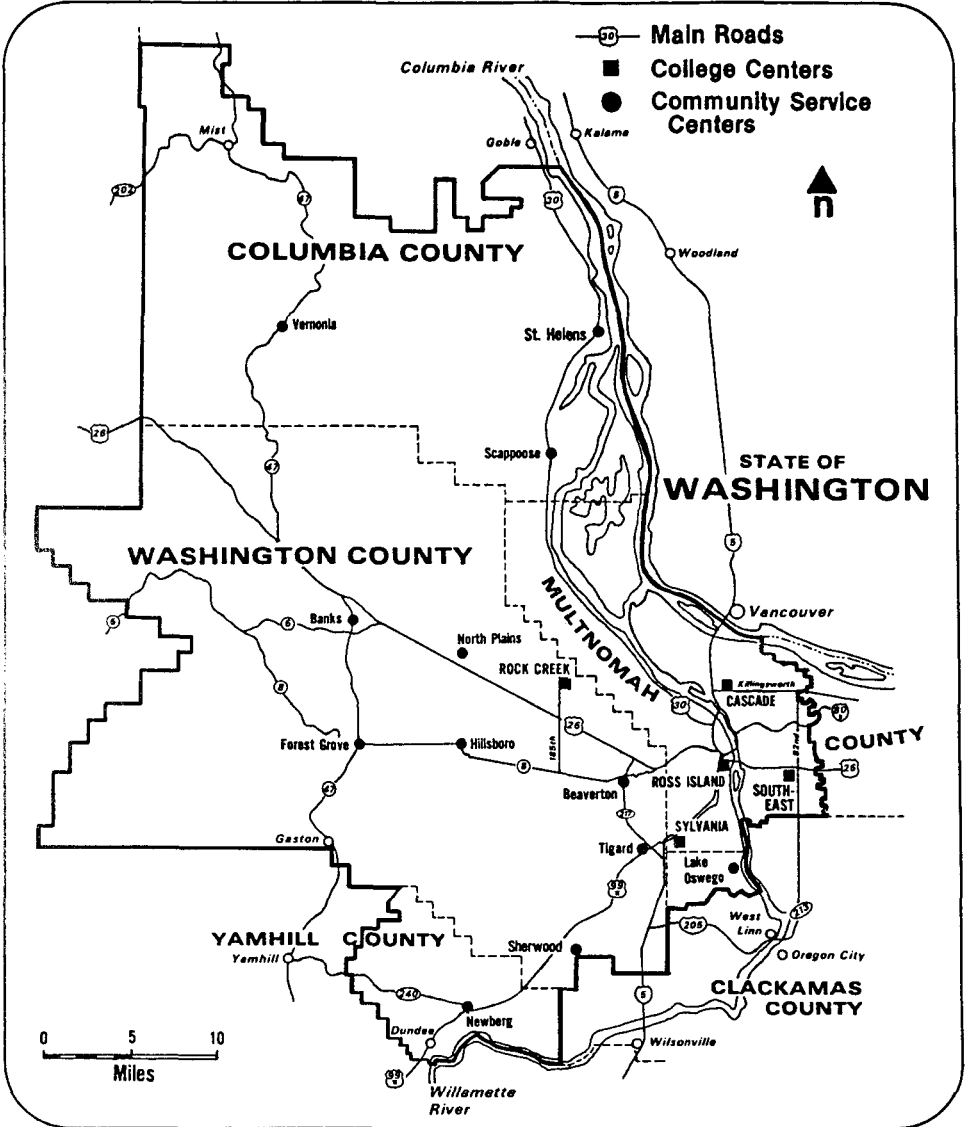 30 Main Roads
College Centers
Community Service
Centers
Columbia River
Goble
Kalama
Mist
202
47
30
5
n
COLUMBIA COUNTY
Woodland
Vernonia
St. Helens
26
47
Scappoose
STATE OF
WASHINGTON
5
WASHINGTON COUNTY
MULTNOMAH
COUNTY
Vancouver
6
6
Banks
North Plains
ROCK CREEK
Killingsworth
CASCADE
8
30
80
26
185th
82nd
Forest Grove
Hillsboro
8
26
ROSS ISLAND
Beaverton
SOUTH-
EAST
47
217
SYLVANIA
Gaston
Tigard
Lake
Oswego
99
W
213
West
Linn
205
YAMHILL COUNTY
Yamhill
Sherwood
Oregon City
240
5
CLACKAMAS
COUNTY
Newberg
Dundee
Wilsonville
0 5 10
Miles
99
W
Willamette
River